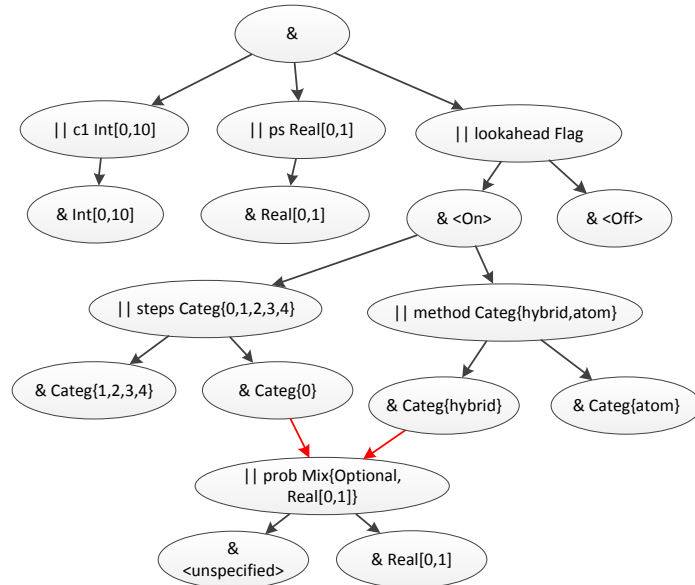 &
|| c1 Int[0,10]
|| ps Real[0,1]
|| lookahead Flag
& Int[0,10]
& Real[0,1]
& <On>
& <Off>
|| steps Categ{0,1,2,3,4}
|| method Categ{hybrid,atom}
& Categ{1,2,3,4}
& Categ{0}
& Categ{hybrid}
& Categ{atom}
|| prob Mix{Optional,
Real[0,1]}
&
<unspecified>
& Real[0,1]